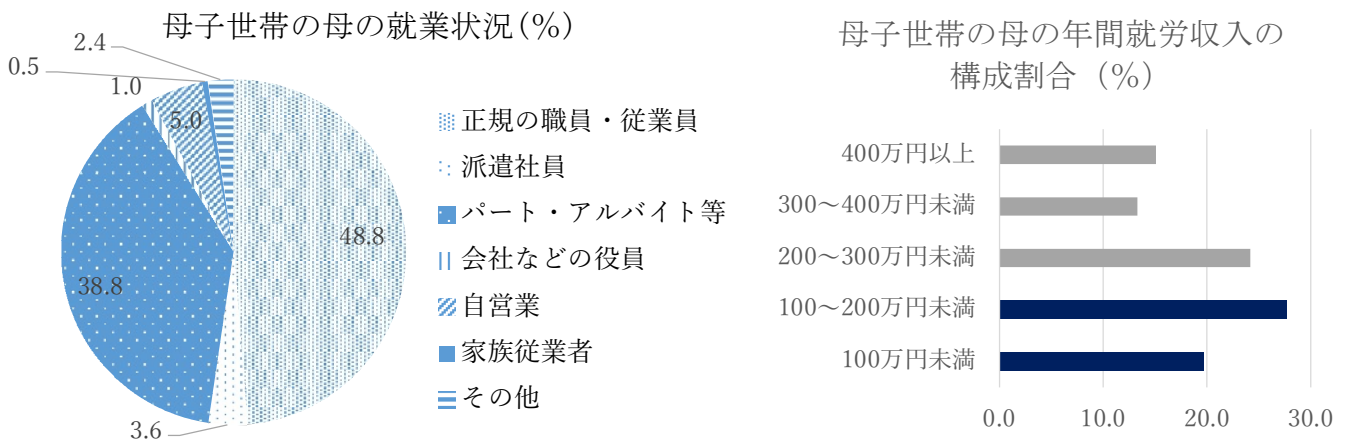 母子世帯の母の就業状況(%)
2.4
0.5
1.0
5.0
48.8
38.8
3.6
正規の職員・従業員
派遣社員
パート・アルバイト等
会社などの役員
自営業
家族従業者
その他
母子世帯の母の年間就労収入の
構成割合（%）
400万円以上
300～400万円未満
200～300万円未満
100～200万円未満
100万円未満
0.0 10.0 20.0 30.0